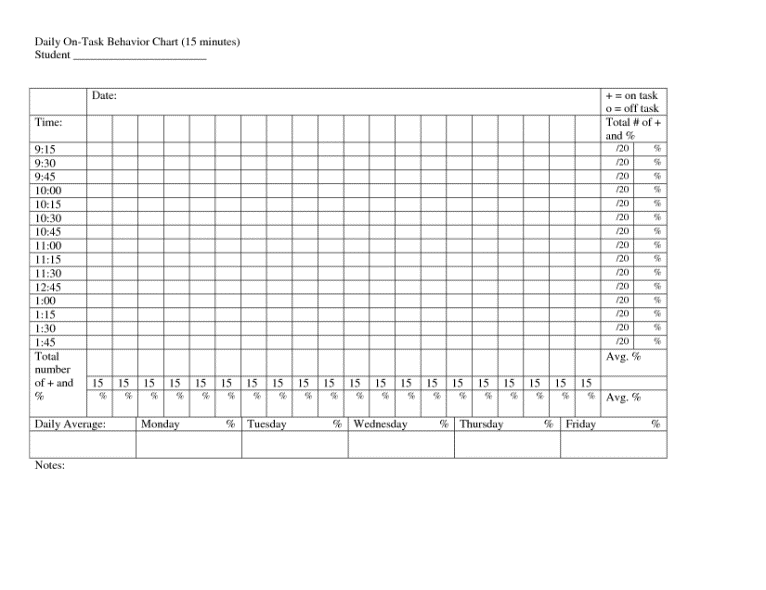 Daily On-Task Behavior Chart (15 minutes)
Student ________________________
Date:
+ = on task
o = off task
Time:
Total # of +
and %
9:15 /20 %
9:30 /20 %
9:45 /20 %
10:00 /20 %
10:15 /20 %
10:30 /20 %
10:45 /20 %
11:00 /20 %
11:15 /20 %
11:30 /20 %
12:45 /20 %
1:00 /20 %
1:15 /20 %
1:30 /20 %
1:45 /20 %
Total
number
of + and
%
Avg. %
15 15 15 15 15 15 15 15 15 15 15 15 15 15 15 15 15 15 15 15
% % % % % % % % % % % % % % % % % % % % Avg. %
Daily Average: Monday % Tuesday % Wednesday % Thursday % Friday %
Notes: